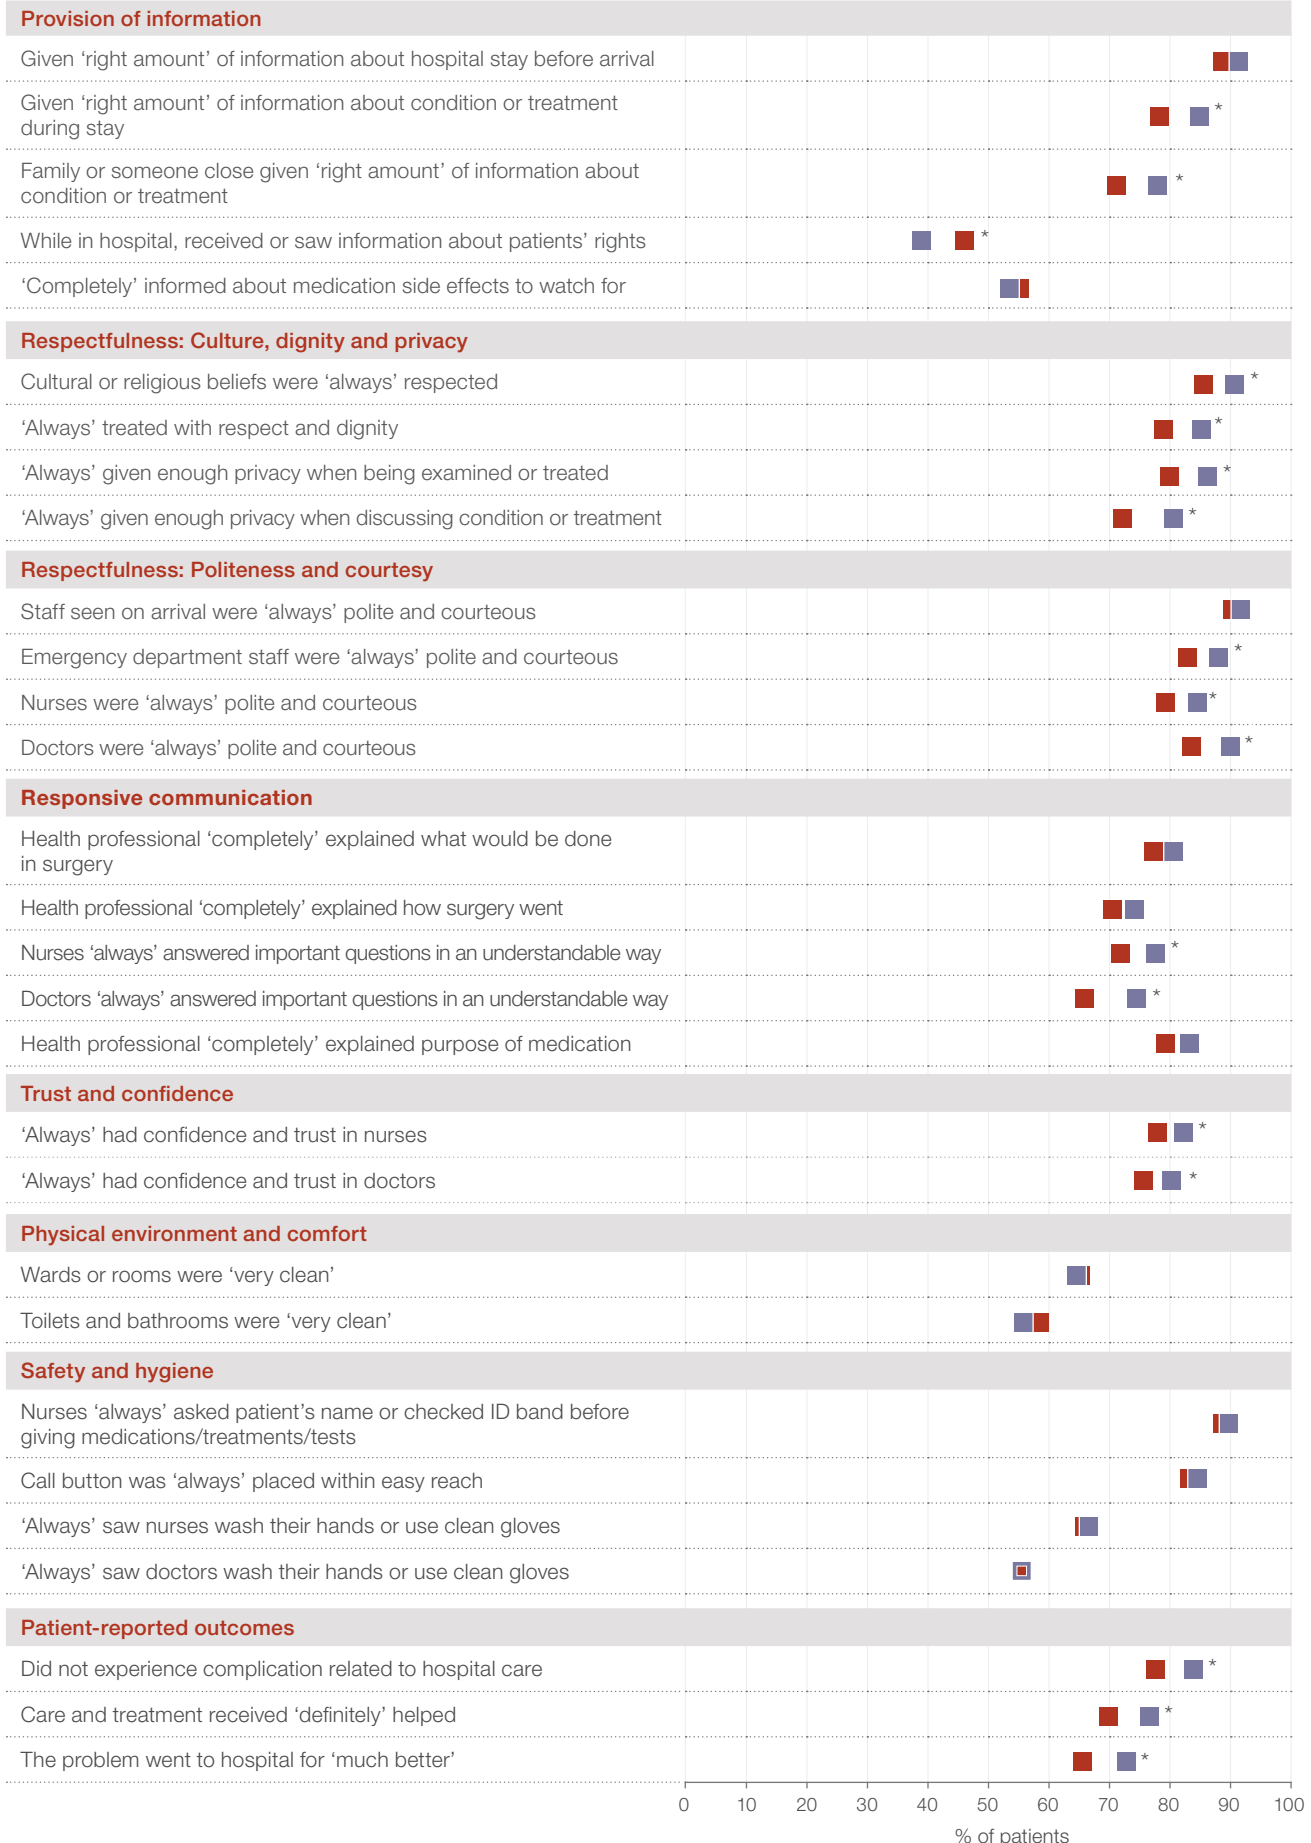 Provision of information
Given ‘right amount’ of information about hospital stay before arrival
Given ‘right amount’ of information about condition or treatment
during stay
*
Family or someone close given ‘right amount’ of information about
condition or treatment
*
While in hospital, received or saw information about patients’ rights
*
‘Completely’ informed about medication side effects to watch for
Respectfulness: Culture, dignity and privacy
Cultural or religious beliefs were ‘always’ respected
*
‘Always’ treated with respect and dignity
*
‘Always’ given enough privacy when being examined or treated
*
‘Always’ given enough privacy when discussing condition or treatment
*
Respectfulness: Politeness and courtesy
Staff seen on arrival were ‘always’ polite and courteous
Emergency department staff were ‘always’ polite and courteous
*
Nurses were ‘always’ polite and courteous
*
Doctors were ‘always’ polite and courteous
*
Responsive communication
Health professional ‘completely’ explained what would be done
in surgery
Health professional ‘completely’ explained how surgery went
Nurses ‘always’ answered important questions in an understandable way
*
Doctors ‘always’ answered important questions in an understandable way
*
Health professional ‘completely’ explained purpose of medication
Trust and confidence
‘Always’ had confidence and trust in nurses
*
‘Always’ had confidence and trust in doctors
*
Physical environment and comfort
Wards or rooms were ‘very clean’
Toilets and bathrooms were ‘very clean’
Safety and hygiene
Nurses ‘always’ asked patient’s name or checked ID band before
giving medications/treatments/tests
Call button was ‘always’ placed within easy reach
‘Always’ saw nurses wash their hands or use clean gloves
‘Always’ saw doctors wash their hands or use clean gloves
Patient-reported outcomes
Did not experience complication related to hospital care
*
Care and treatment received ‘definitely’ helped
*
The problem went to hospital for ‘much better’
*
0 10 20 30 40 50 60 70 80 90 100
% of patients